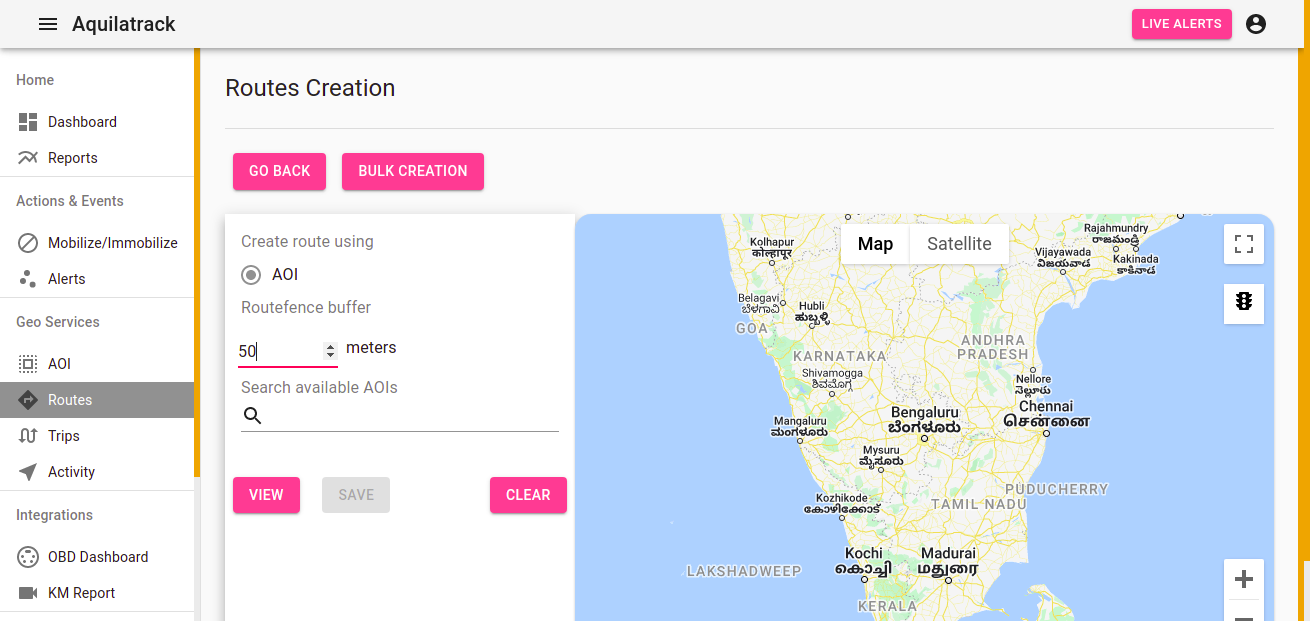 Aquilatrack
LIVE ALERTS
Home
Dashboard
Reports
Actions & Events
Mobilize/Immobilize
Alerts
Geo Services
AOI
Routes
Trips
Activity
Integrations
OBD Dashboard
KM Report
Routes Creation
GO BACK
BULK CREATION
Create route using
AOI
Routefence buffer
50
meters
Search available AOIs
VIEW
SAVE
CLEAR
Map
Satellite
Kolhapur
कोल्हापूर
Rajahmundry
రాజమండ్రి
Vijayawada
విజయవాడ
Kakinada
కాకినాడ
Belagavi
ಬೆಳಗಾವಿ
Hubli
ಹುಬ್ಬಳ್ಳಿ
GOA
ANDHRA
PRADESH
KARNATAKA
Shivamogga
ಶಿವಮೊಗ್ಗ
Nellore
నెల్లూరు
Chennai
சென்னை
Bengaluru
ಬೆಂಗಳೂರು
Mangaluru
ಮಂಗಳೂರು
Mysuru
ಮೈಸೂರು
PUDUCHERRY
TAMIL NADU
Kozhikode
കോഴിക്കോട്
Kochi
കൊച്ചി
Madurai
மதுரை
LAKSHADWEEP
KERALA